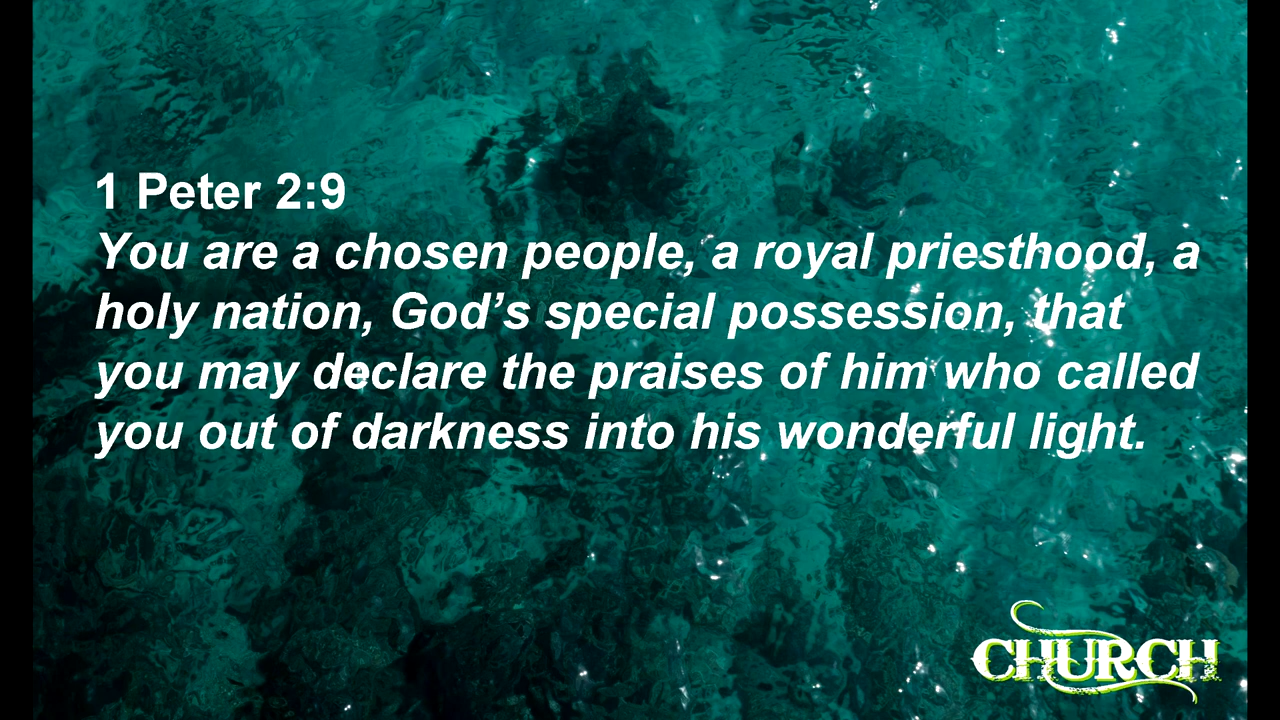 1 Peter 2:9
You are a chosen people, a royal priesthood, a
holy nation, God’s special possession, that
you may declare the praises of him who called
you out of darkness into his wonderful light.
CHURCH